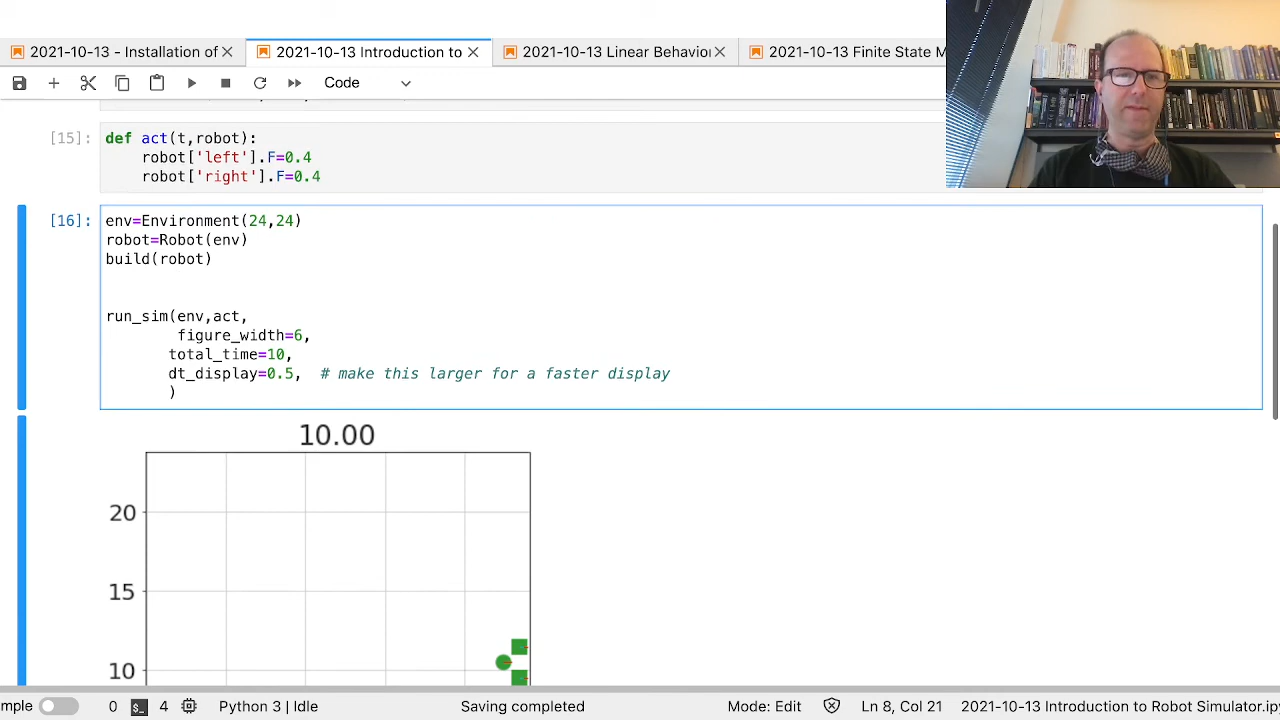 2021-10-13 - Installation of
2021-10-13 Introduction to
2021-10-13 Linear Behavior
2021-10-13 Finite State M
Code
[15]:
def act(t,robot):
robot['left'].F=0.4
robot['right'].F=0.4
[16]:
env=Environment(24,24)
robot=Robot(env)
build(robot)
run_sim(env,act,
figure_width=6,
total_time=10,
dt_display=0.5,  # make this larger for a faster display
)
10.00
20
15
10
mple
0
$_
4
Python 3 | Idle
Saving completed
Mode: Edit
Ln 8, Col 21
2021-10-13 Introduction to Robot Simulator.ip